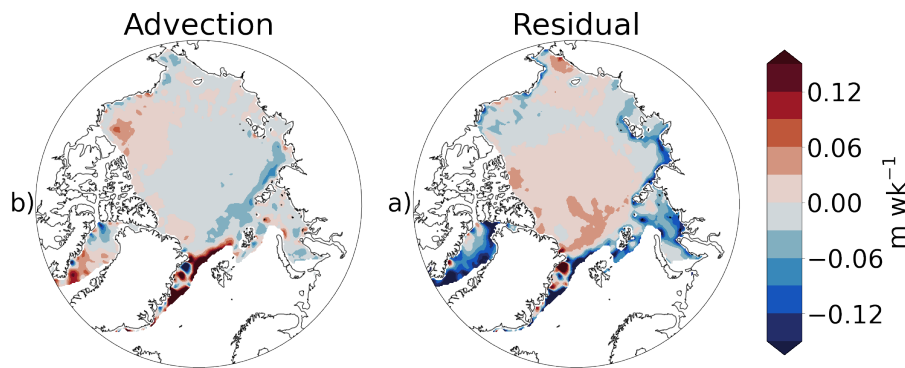 Advection
Residual
b)
a)
0.12
0.06
0.00
−0.06
−0.12
m wk⁻¹